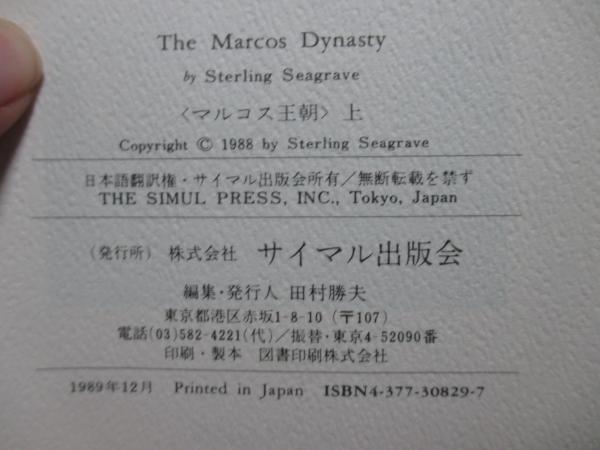 The Marcos Dynasty
by Sterling Seagrave
〈マルコス王朝〉上
Copyright © 1988 by Sterling Seagrave
日本語翻訳権・サイマル出版会所有/無断転載を禁ず
THE SIMUL PRESS, INC., Tokyo, Japan
(発行所) 株式会社 サイマル出版会
編集・発行人 田村勝夫
東京都港区赤坂1-8-10(〒107)
電話(03)582-4221(代)/振替・東京4-52090番
印刷・製本 図書印刷株式会社
1989年12月 Printed in Japan ISBN4-377-30829-7